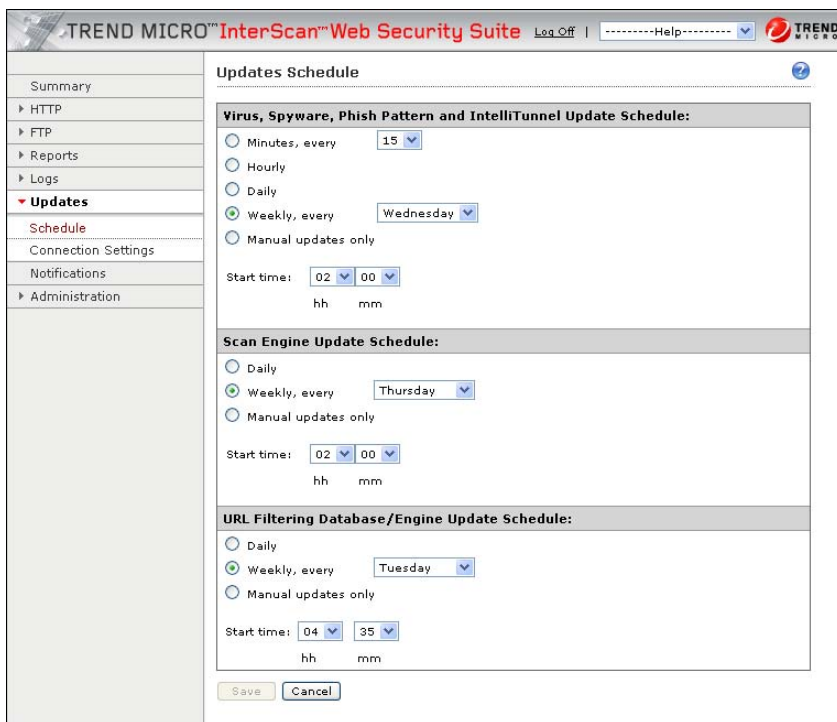 TREND MICRO™ InterScan™ Web Security Suite Log Off | ---------Help---------
TREND
MICRO
Updates Schedule
?
Summary
HTTP
FTP
Reports
Logs
Updates
Schedule
Connection Settings
Notifications
Administration
Virus, Spyware, Phish Pattern and IntelliTunnel Update Schedule:
Minutes, every 15
Hourly
Daily
Weekly, every Wednesday
Manual updates only
Start time: 02 00
hh mm
Scan Engine Update Schedule:
Daily
Weekly, every Thursday
Manual updates only
Start time: 02 00
hh mm
URL Filtering Database/Engine Update Schedule:
Daily
Weekly, every Tuesday
Manual updates only
Start time: 04 35
hh mm
Save Cancel